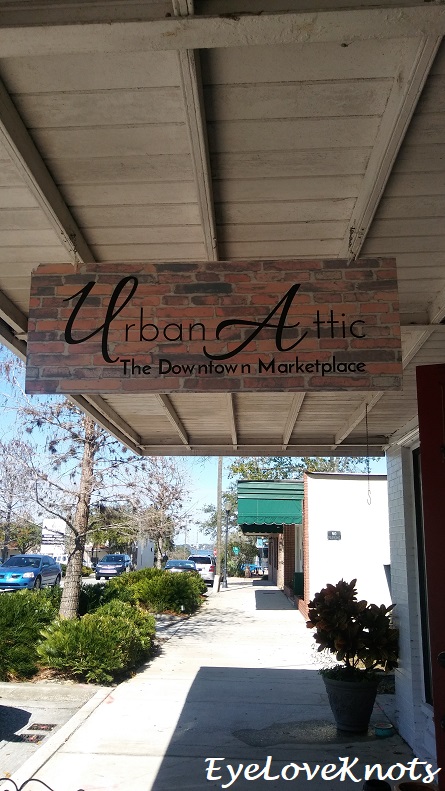 Urban Attic
The Downtown Marketplace
EyeLoveKnots